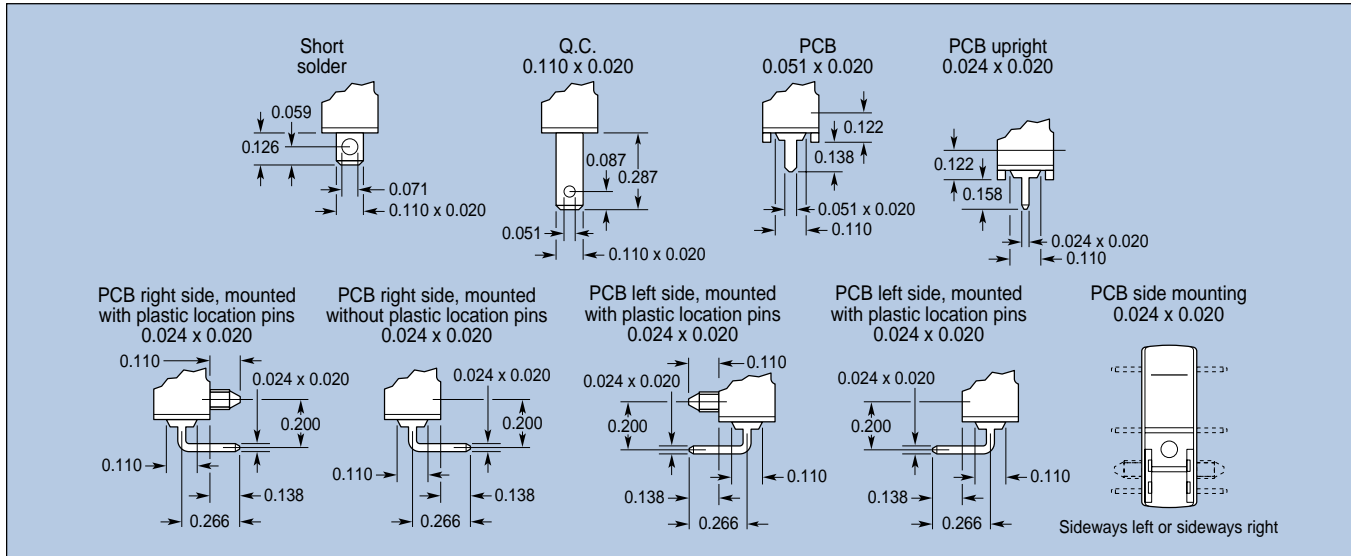 Short
solder
0.059
0.126
0.071
0.110 x 0.020
Q.C.
0.110 x 0.020
0.087
0.287
0.051
0.110 x 0.020
PCB
0.051 x 0.020
0.122
0.138
0.051 x 0.020
0.110
PCB upright
0.024 x 0.020
0.122
0.158
0.024 x 0.020
0.110
PCB right side, mounted
with plastic location pins
0.024 x 0.020
0.110
0.024 x 0.020
0.200
0.110
0.138
0.266
PCB right side, mounted
without plastic location pins
0.024 x 0.020
0.024 x 0.020
0.200
0.110
0.138
0.266
PCB left side, mounted
with plastic location pins
0.024 x 0.020
0.110
0.024 x 0.020
0.200
0.110
0.138
0.266
PCB left side, mounted
with plastic location pins
0.024 x 0.020
0.024 x 0.020
0.200
0.110
0.138
0.266
PCB side mounting
0.024 x 0.020
Sideways left or sideways right